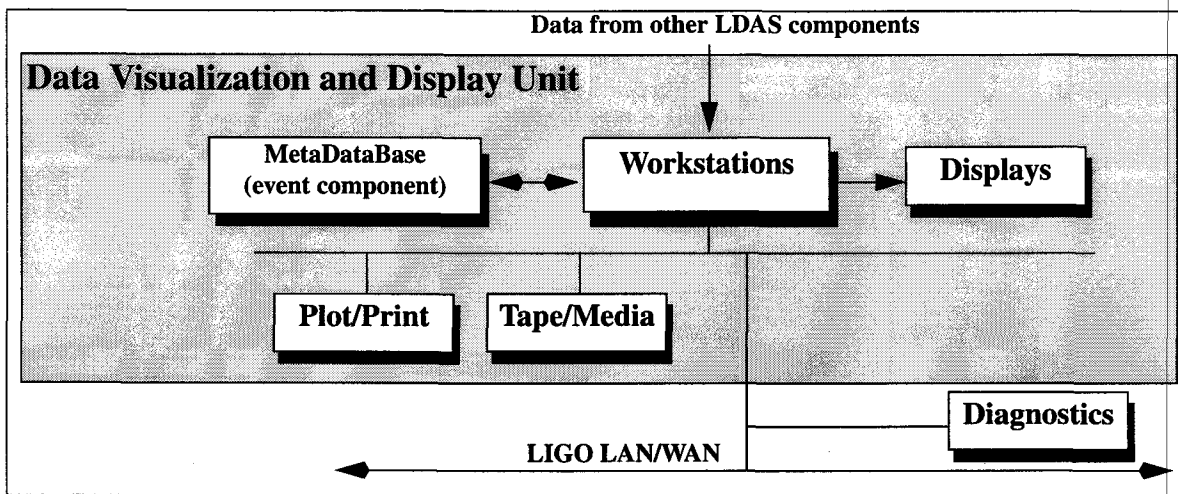 Data from other LDAS components
Data Visualization and Display Unit
MetaDataBase
(event component)
Workstations
Displays
Plot/Print
Tape/Media
Diagnostics
LIGO LAN/WAN